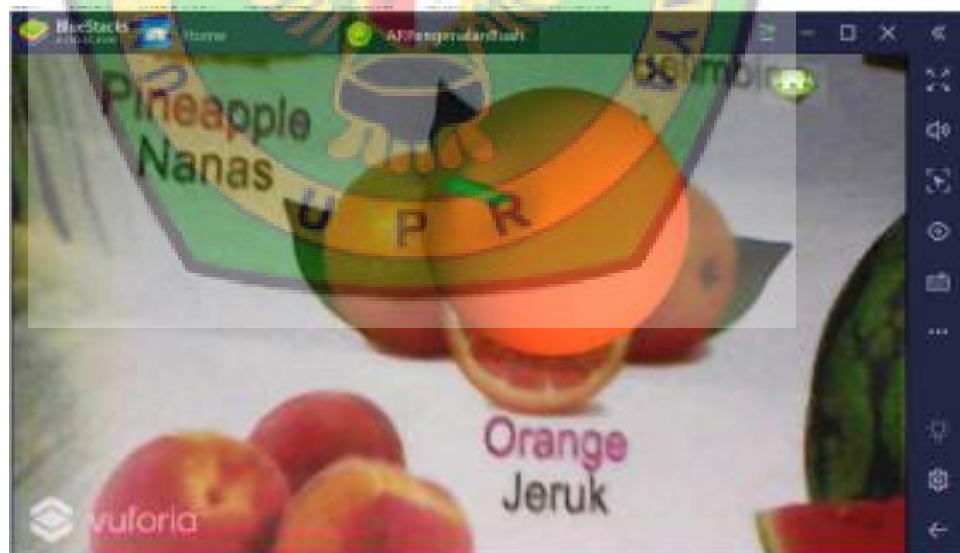 BlueStacks
Home
ARPengenalanBuah
Pineapple
Nanas
U P R
Orange
Jeruk
vuforia